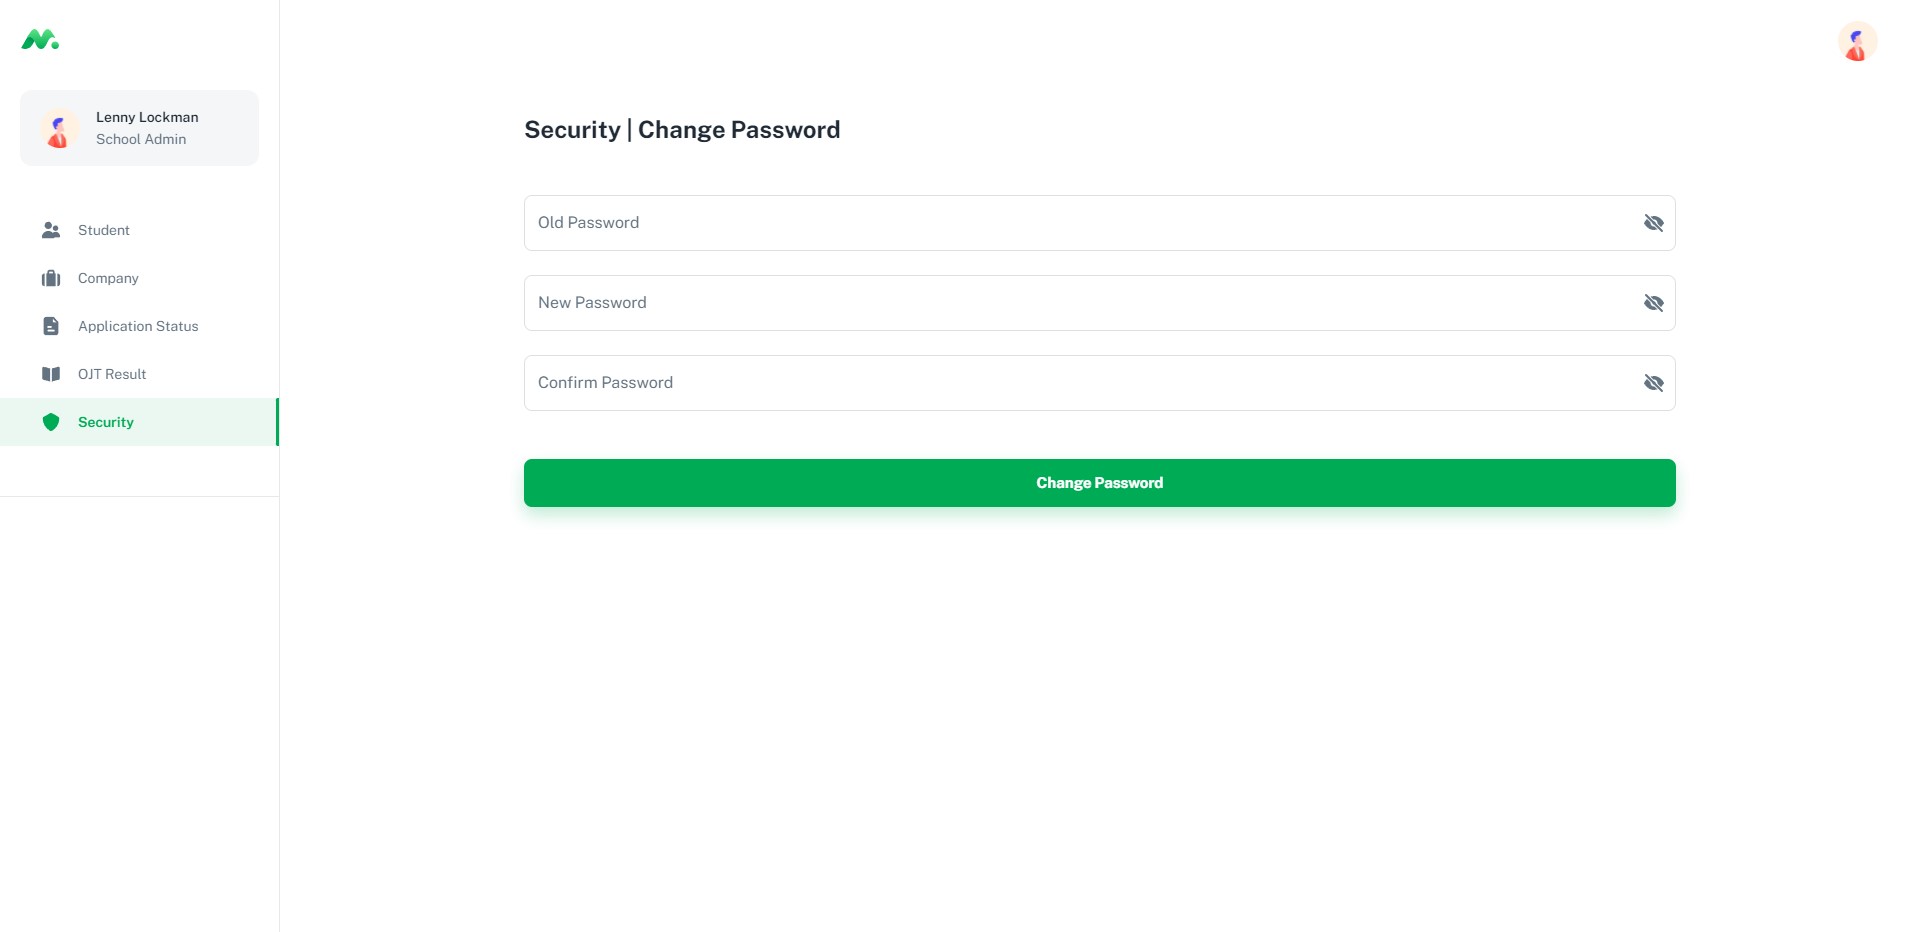 Lenny Lockman
School Admin
Student
Company
Application Status
OJT Result
Security
Security | Change Password
Old Password
New Password
Confirm Password
Change Password